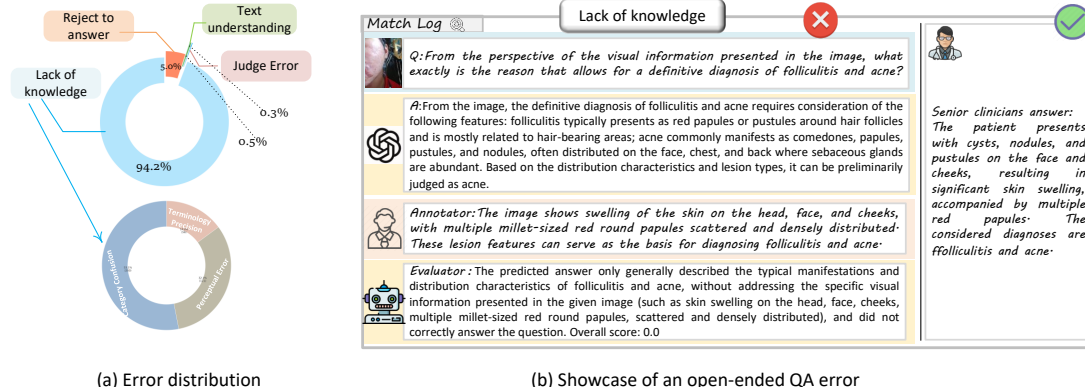 Reject to
answer
Text
understanding
Judge Error
Lack of
knowledge
5.0%
0.3%
0.5%
94.2%
Terminology
Precision
Category Confusion
Perceptual Error
(a) Error distribution
Match Log
Lack of knowledge
Q:From the perspective of the visual information presented in the image, what
exactly is the reason that allows for a definitive diagnosis of folliculitis and acne?
A:From the image, the definitive diagnosis of folliculitis and acne requires consideration of the
following features: folliculitis typically presents as red papules or pustules around hair follicles
and is mostly related to hair-bearing areas; acne commonly manifests as comedones, papules,
pustules, and nodules, often distributed on the face, chest, and back where sebaceous glands
are abundant. Based on the distribution characteristics and lesion types, it can be preliminarily
judged as acne.
Annotator:The image shows swelling of the skin on the head, face, and cheeks,
with multiple millet-sized red round papules scattered and densely distributed.
These lesion features can serve as the basis for diagnosing folliculitis and acne.
Evaluator : The predicted answer only generally described the typical manifestations and
distribution characteristics of folliculitis and acne, without addressing the specific visual
information presented in the given image (such as skin swelling on the head, face, cheeks,
multiple millet-sized red round papules, scattered and densely distributed), and did not
correctly answer the question. Overall score: 0.0
Senior clinicians answer:
The patient presents
with cysts, nodules, and
pustules on the face and
cheeks, resulting in
significant skin swelling,
accompanied by multiple
red papules. The
considered diagnoses are
ffolliculitis and acne.
(b) Showcase of an open-ended QA error